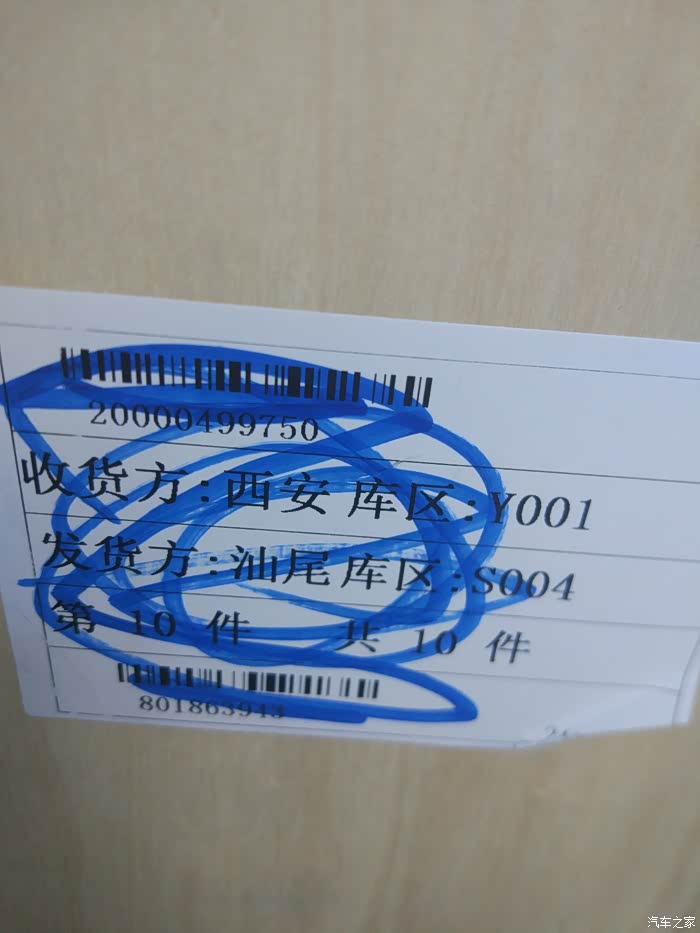 20000499750
收货方:西安 库区:Y001
发货方:汕尾库区:S004
第 10 件 共 10 件
801863943
汽车之家